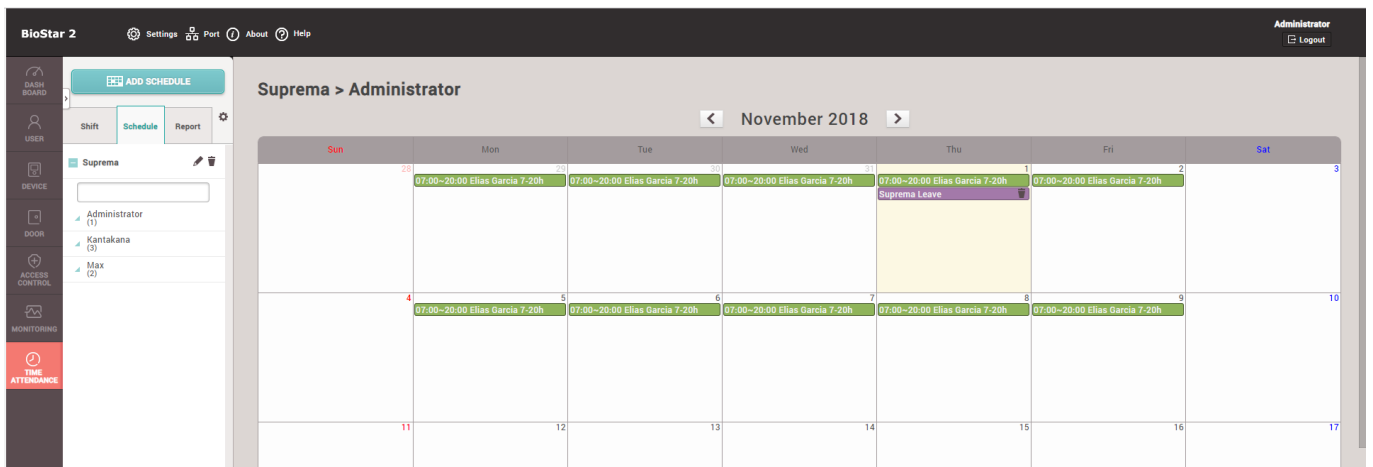 BioStar 2
Settings Port About Help
Administrator
Logout
DASH
BOARD
USER
DEVICE
DOOR
ACCESS
CONTROL
MONITORING
TIME
ATTENDANCE
ADD SCHEDULE
Shift Schedule Report
Suprema
Administrator
(1)
Kantakana
(3)
Max
(2)
Suprema > Administrator
November 2018
Sun Mon Tue Wed Thu Fri Sat
28 29 30 31 1 2 3
07:00~20:00 Elias Garcia 7-20h 07:00~20:00 Elias Garcia 7-20h 07:00~20:00 Elias Garcia 7-20h 07:00~20:00 Elias Garcia 7-20h 07:00~20:00 Elias Garcia 7-20h
Suprema Leave
4 5 6 7 8 9 10
07:00~20:00 Elias Garcia 7-20h 07:00~20:00 Elias Garcia 7-20h 07:00~20:00 Elias Garcia 7-20h 07:00~20:00 Elias Garcia 7-20h 07:00~20:00 Elias Garcia 7-20h
11 12 13 14 15 16 17